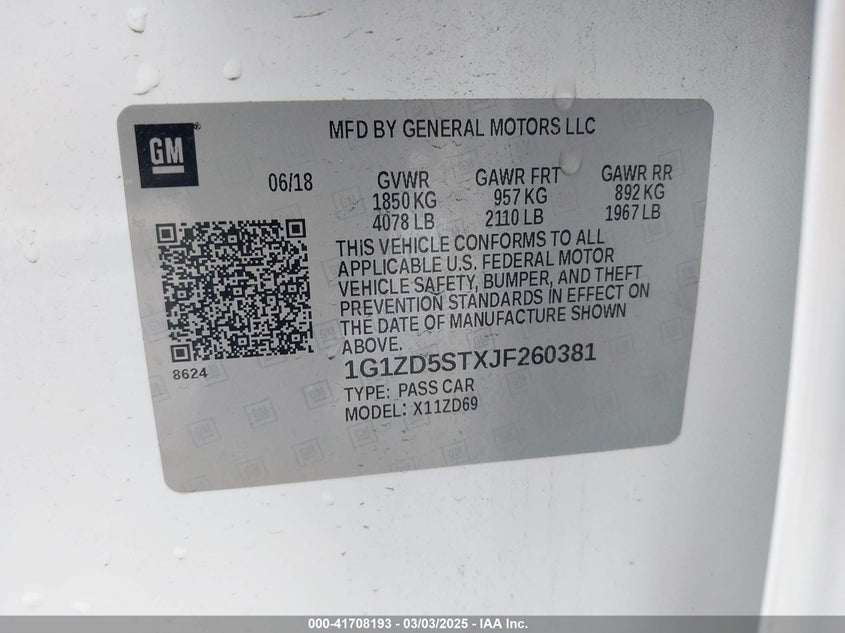 MFD BY GENERAL MOTORS LLC
GM
06/18
GVWR
1850 KG
4078 LB
GAWR FRT
957 KG
2110 LB
GAWR RR
892 KG
1967 LB
THIS VEHICLE CONFORMS TO ALL
APPLICABLE U.S. FEDERAL MOTOR
VEHICLE SAFETY, BUMPER, AND THEFT
PREVENTION STANDARDS IN EFFECT ON
THE DATE OF MANUFACTURE SHOWN
ABOVE.
8624
1G1ZD5STXJF260381
TYPE: PASS CAR
MODEL: X11ZD69
000-41708193 - 03/03/2025 - © IAA Inc.